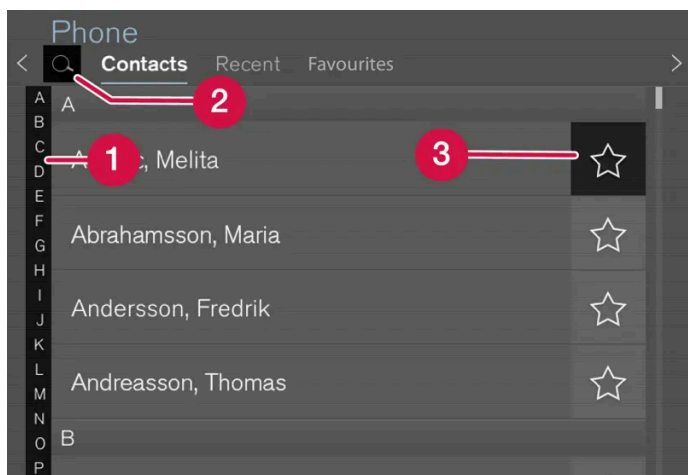 Phone
Contacts Recent Favourites
A
B
C
D
E
F
G
H
I
J
K
L
M
N
O
P
A
Melita
Abrahamsson, Maria
Andersson, Fredrik
Andreasson, Thomas
B
1
2
3